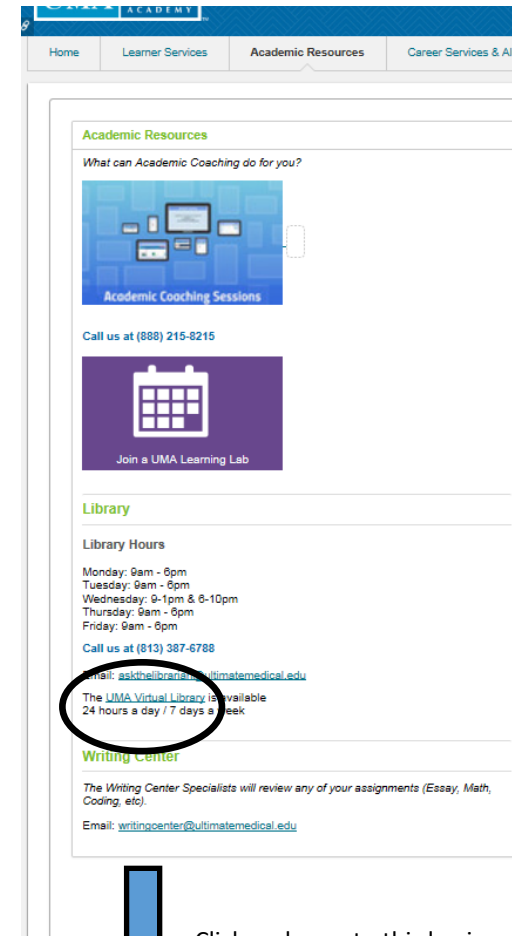 UMA
ACADEMY
Home Learner Services Academic Resources Career Services & Al
Academic Resources
What can Academic Coaching do for you?
Academic Coaching Sessions
Call us at (888) 215-8215
Join a UMA Learning Lab
Library
Library Hours
Monday: 9am - 6pm
Tuesday: 9am - 6pm
Wednesday: 9-1pm & 6-10pm
Thursday: 9am - 6pm
Friday: 9am - 6pm
Call us at (813) 387-6788
Email: askthelibrarian@ultimatemedical.edu
The UMA Virtual Library is available
24 hours a day / 7 days a week
Writing Center
The Writing Center Specialists will review any of your assignments (Essay, Math,
Coding, etc).
Email: writingcenter@ultimatemedical.edu